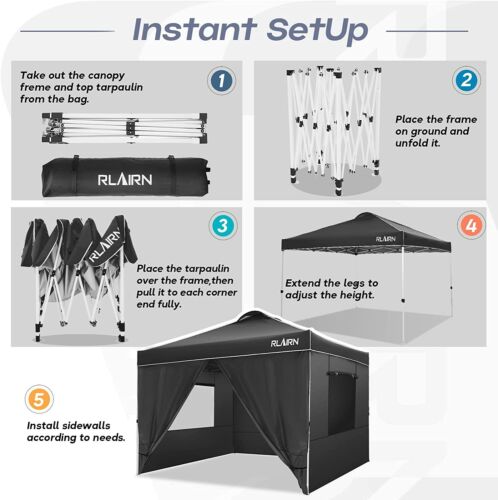 Instant SetUp
Take out the canopy
freme and top tarpaulin
from the bag.
1
RLAIRN
2
Place the frame
on ground and
unfold it.
RLAIRN
3
Place the tarpaulin
over the frame,then
pull it to each corner
end fully.
RLAIRN
4
Extend the legs to
adjust the height.
5
Install sidewalls
according to needs.
RLAIRN